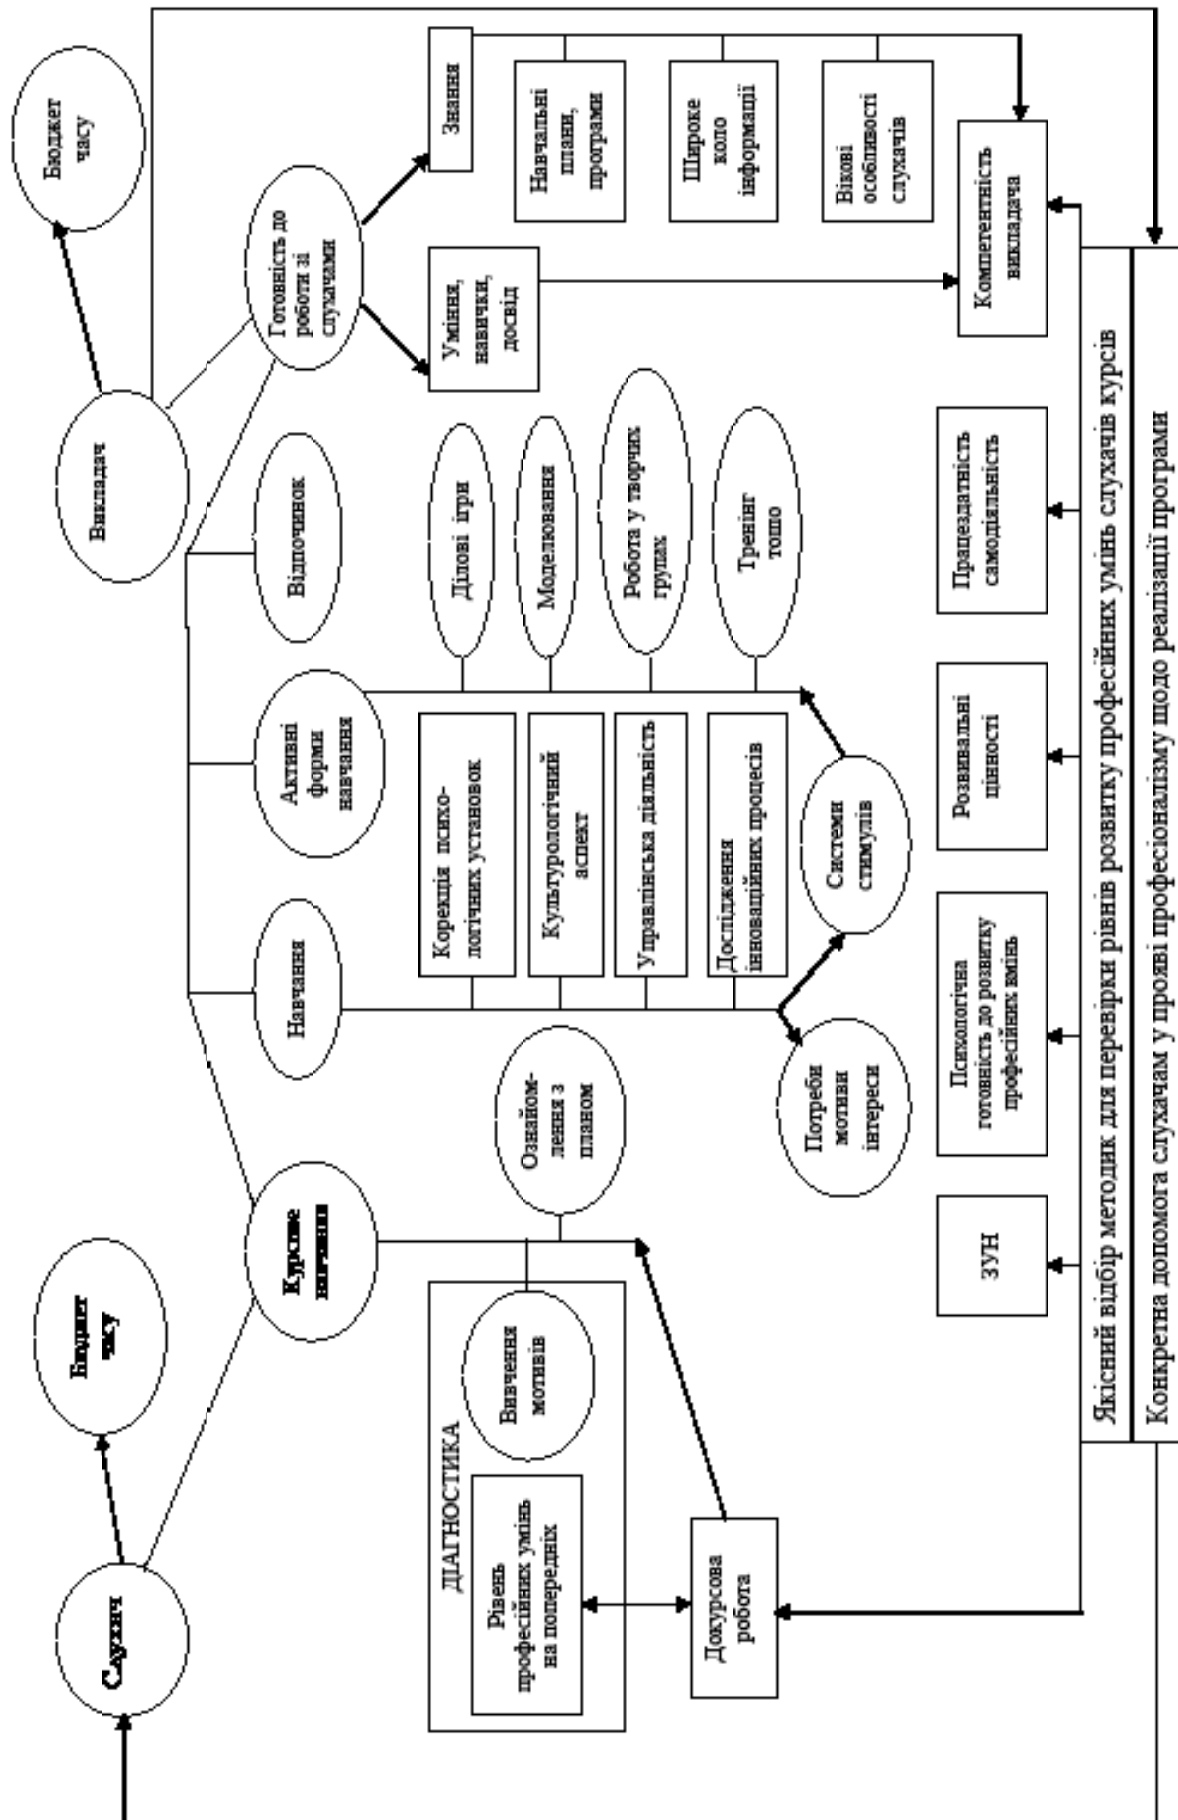 Слухач
Бюджет
часу
Викладач
Бюджет
часу
Курсове
навчання
Навчання
Активні
форми
навчання
Відпочинок
Готовність до
роботи зі
слухачами
ДІАГНОСТИКА
Рівень
професійних умінь
на попередніх
Вивчення
мотивів
Ознайом-
лення з
планом
Корекція психо-
логічних установок
Культурологічний
аспект
Управлінська діяльність
Дослідження
інноваційних процесів
Ділові ігри
Моделювання
Робота у творчих
групах
Тренінг
тощо
Уміння,
навички,
досвід
Знання
Навчальні
плани,
програми
Широке
коло
інформації
Вікові
особливості
слухачів
Докурсова
робота
Потреби
мотиви
інтереси
Системи
стимулів
ЗУН
Психологічна
готовність до розвитку
професійних вмінь
Розвивальні
цінності
Працездатність
самодіяльність
Компетентність
викладача
Якісний відбір методик для перевірки рівнів розвитку професійних умінь слухачів курсів
Конкретна допомога слухачам у прояві професіоналізму щодо реалізації програми